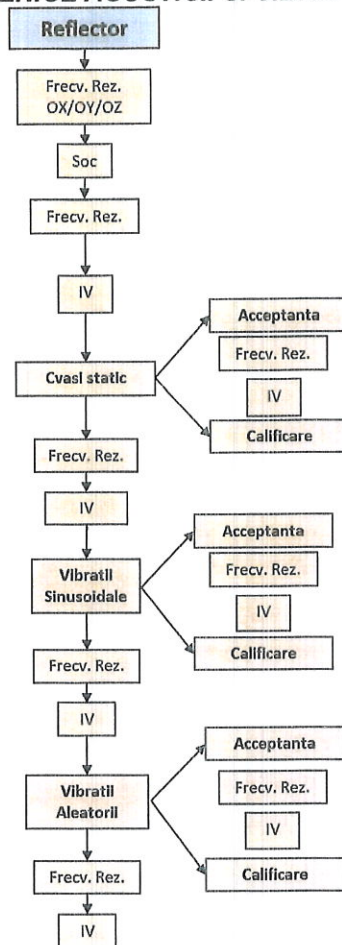 Reflector
Frecv. Rez.
OX/OY/OZ
Soc
Frecv. Rez.
IV
Acceptanta
Frecv. Rez.
Cvasi static
IV
Calificare
Frecv. Rez.
IV
Acceptanta
Frecv. Rez.
Vibratii
Sinusoidale
IV
Calificare
Frecv. Rez.
IV
Acceptanta
Frecv. Rez.
Vibratii
Aleatorii
IV
Calificare
Frecv. Rez.
IV